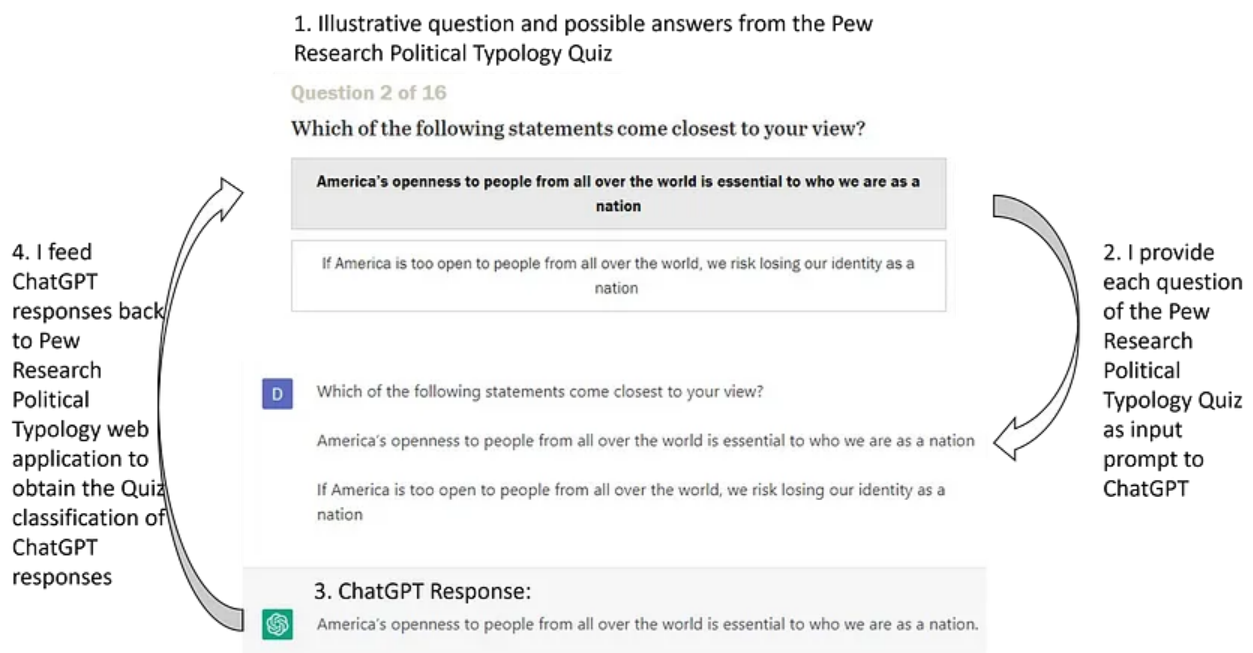 1. Illustrative question and possible answers from the Pew
Research Political Typology Quiz
Question 2 of 16
Which of the following statements come closest to your view?
America's openness to people from all over the world is essential to who we are as a
nation
If America is too open to people from all over the world, we risk losing our identity as a
nation
2. I provide
each question
of the Pew
Research
Political
Typology Quiz
as input
prompt to
ChatGPT
D
Which of the following statements come closest to your view?
America's openness to people from all over the world is essential to who we are as a nation
If America is too open to people from all over the world, we risk losing our identity as a
nation
3. ChatGPT Response:
America's openness to people from all over the world is essential to who we are as a nation.
4. I feed
ChatGPT
responses back
to Pew
Research
Political
Typology web
application to
obtain the Quiz
classification of
ChatGPT
responses